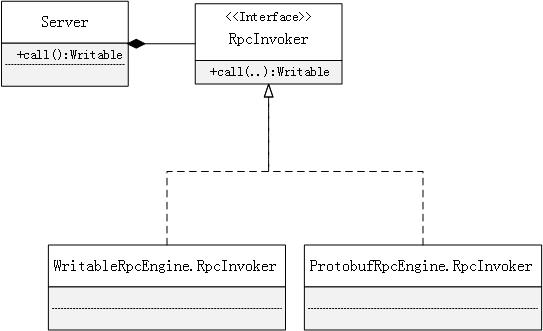 Server
+call():Writable
<<Interface>>
RpcInvoker
+call(..):Writable
WritableRpcEngine.RpcInvoker
ProtobufRpcEngine.RpcInvoker